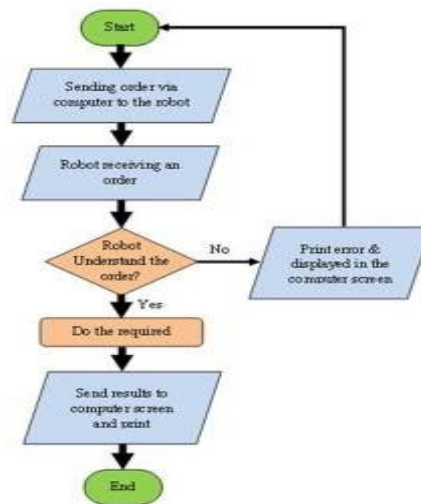 Start
Sending order via
computer to the robot
Robot receiving an
order
Robot
Understand the
order?
No
Print error &
displayed in the
computer screen
Yes
Do the required
Send results to
computer screen
and print
End